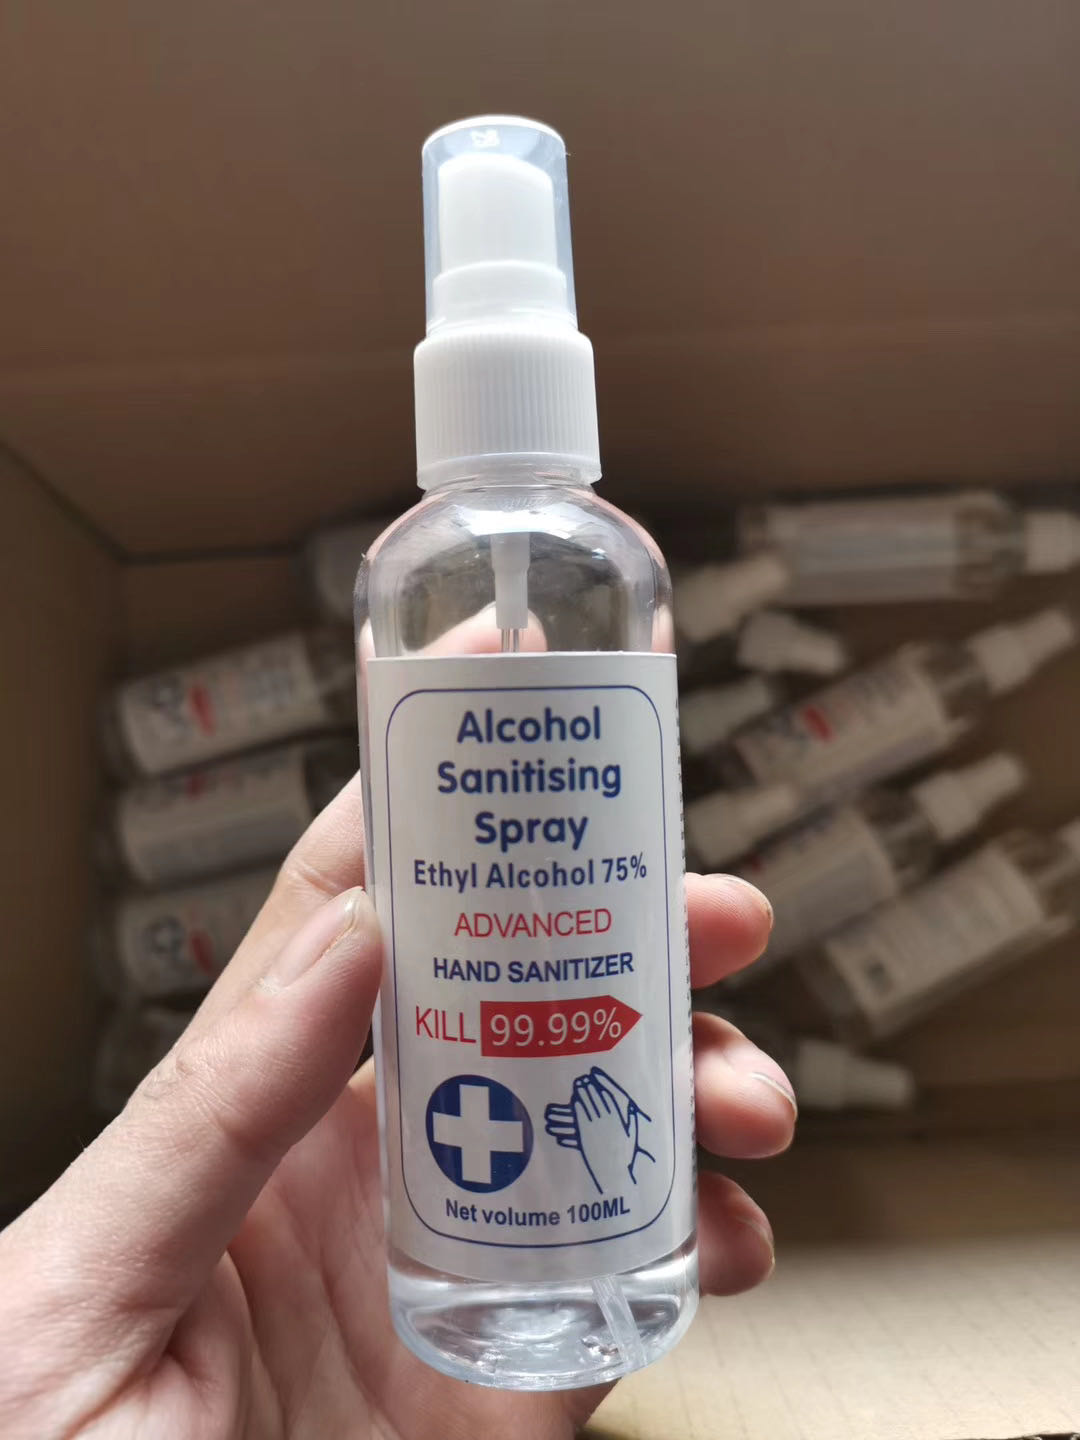 Alcohol
Sanitising
Spray
Ethyl Alcohol 75%
ADVANCED
HAND SANITIZER
KILL 99.99%
Net volume 100ML